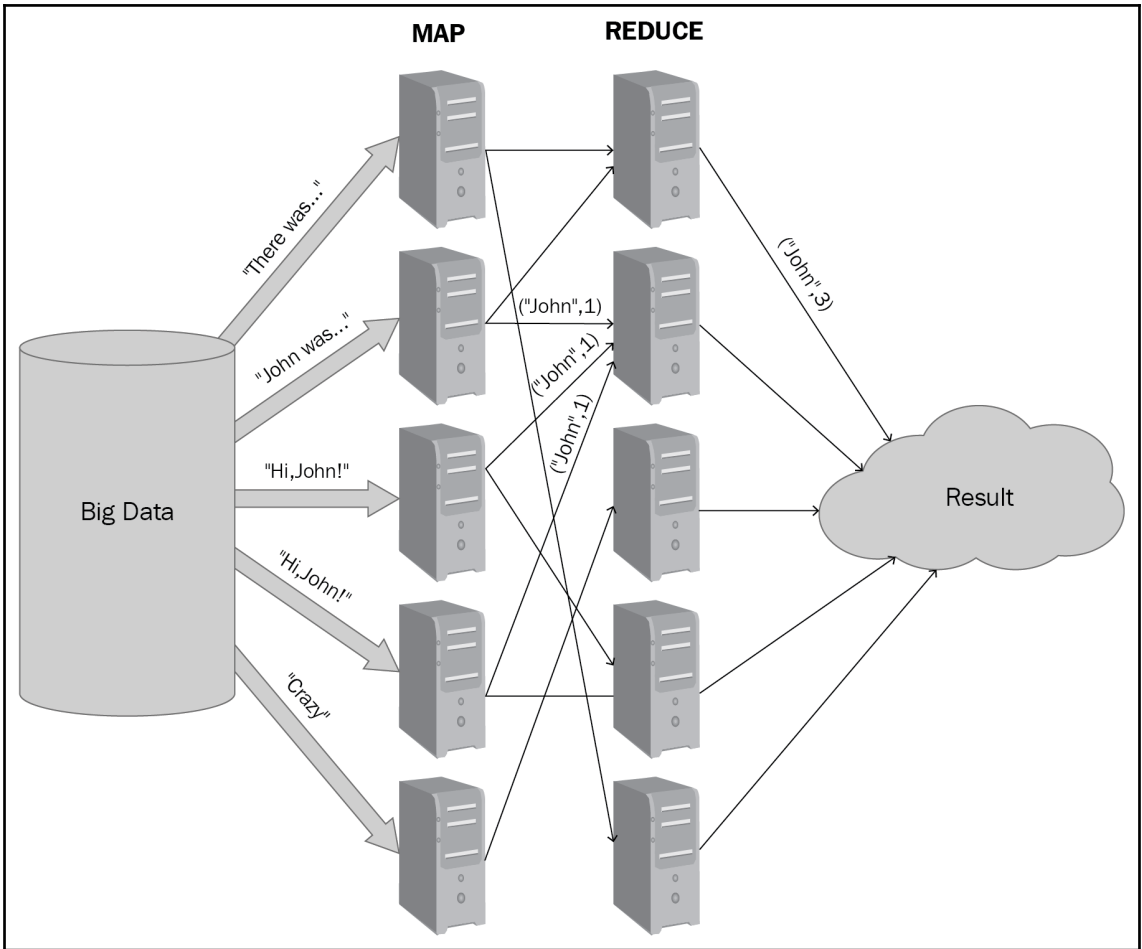 MAP
REDUCE
"There was..."
"John was..."
"Hi,John!"
"Hi,John!"
"Crazy"
Big Data
("John",1)
("John",1)
("John",1)
("John",3)
Result